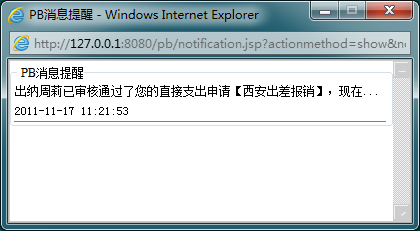 PB消息提醒 - Windows Internet Explorer
http://127.0.0.1:8080/pb/notification.jsp?actionmethod=show&no
PB消息提醒
出纳周莉已审核通过了您的直接支出申请【西安出差报销】，现在...
2011-11-17 11:21:53